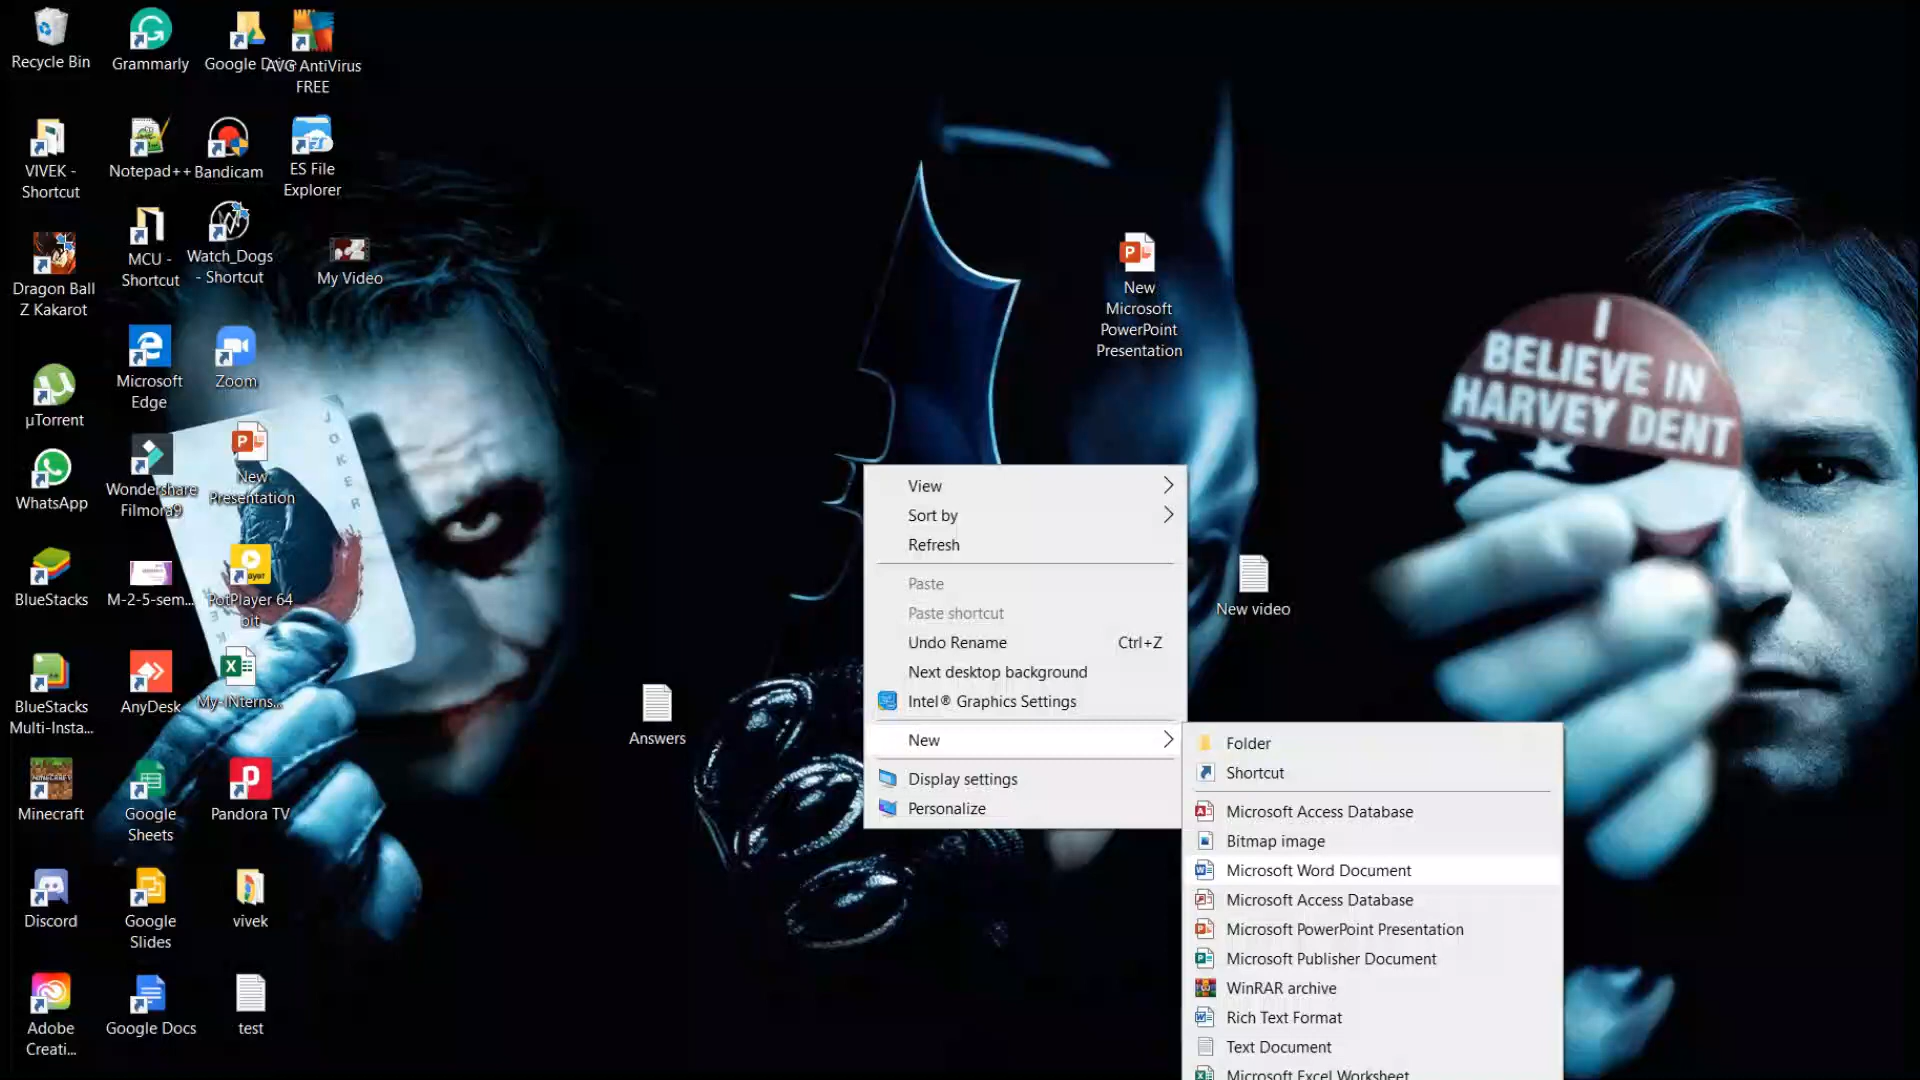 Recycle Bin
Grammarly
Google D
AVG AntiVirus
FREE
VIVEK -
Shortcut
Notepad++
Bandicam
ES File
Explorer
Dragon Ball
Z Kakarot
MCU -
Shortcut
Watch_Dogs
- Shortcut
My Video
µTorrent
Microsoft
Edge
Zoom
WhatsApp
Wondershare
Filmora9
New
Presentation
BlueStacks
M-2-5-sem...
PotPlayer 64
bit
BlueStacks
Multi-Insta...
AnyDesk
My-INterns...
Minecraft
Google
Sheets
Pandora TV
Discord
Google
Slides
vivek
Adobe
Creati...
Google Docs
test
JOKER
New
Microsoft
PowerPoint
Presentation
I
BELIEVE IN
HARVEY DENT
Answers
New video
View
Sort by
Refresh
Paste
Paste shortcut
Undo Rename Ctrl+Z
Next desktop background
Intel® Graphics Settings
New
Display settings
Personalize
Folder
Shortcut
Microsoft Access Database
Bitmap image
Microsoft Word Document
Microsoft Access Database
Microsoft PowerPoint Presentation
Microsoft Publisher Document
WinRAR archive
Rich Text Format
Text Document
Microsoft Excel Worksheet